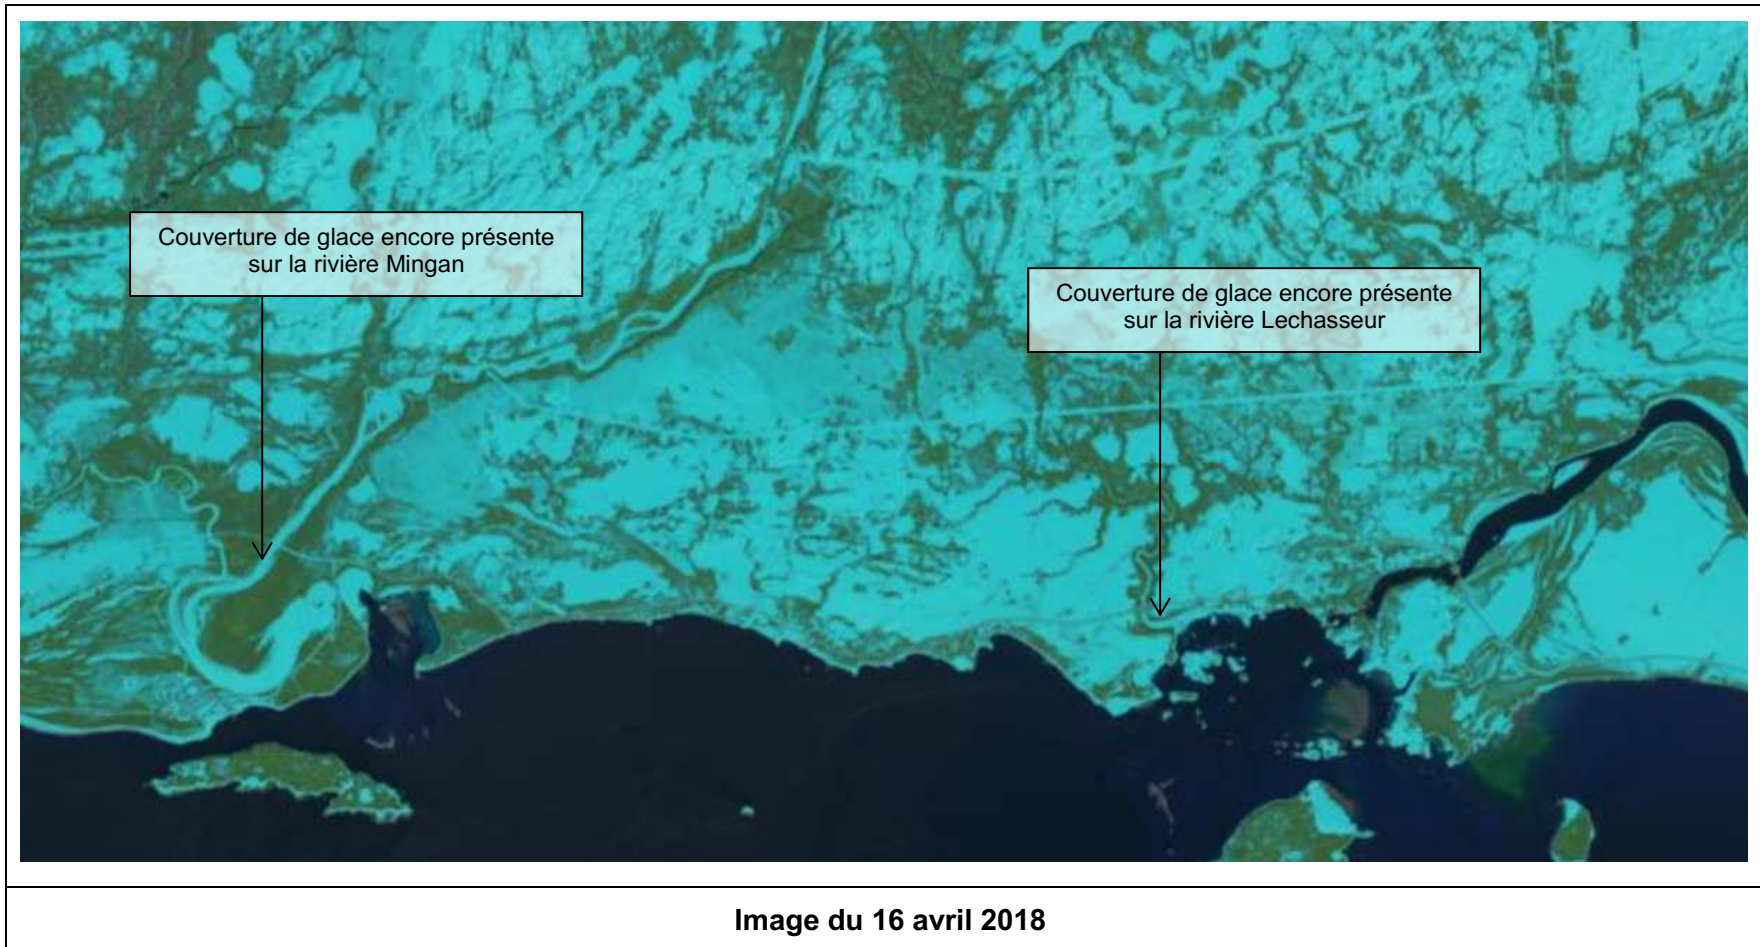 Couverture de glace encore présente
sur la rivière Mingan
Couverture de glace encore présente
sur la rivière Lechasseur
Image du 16 avril 2018